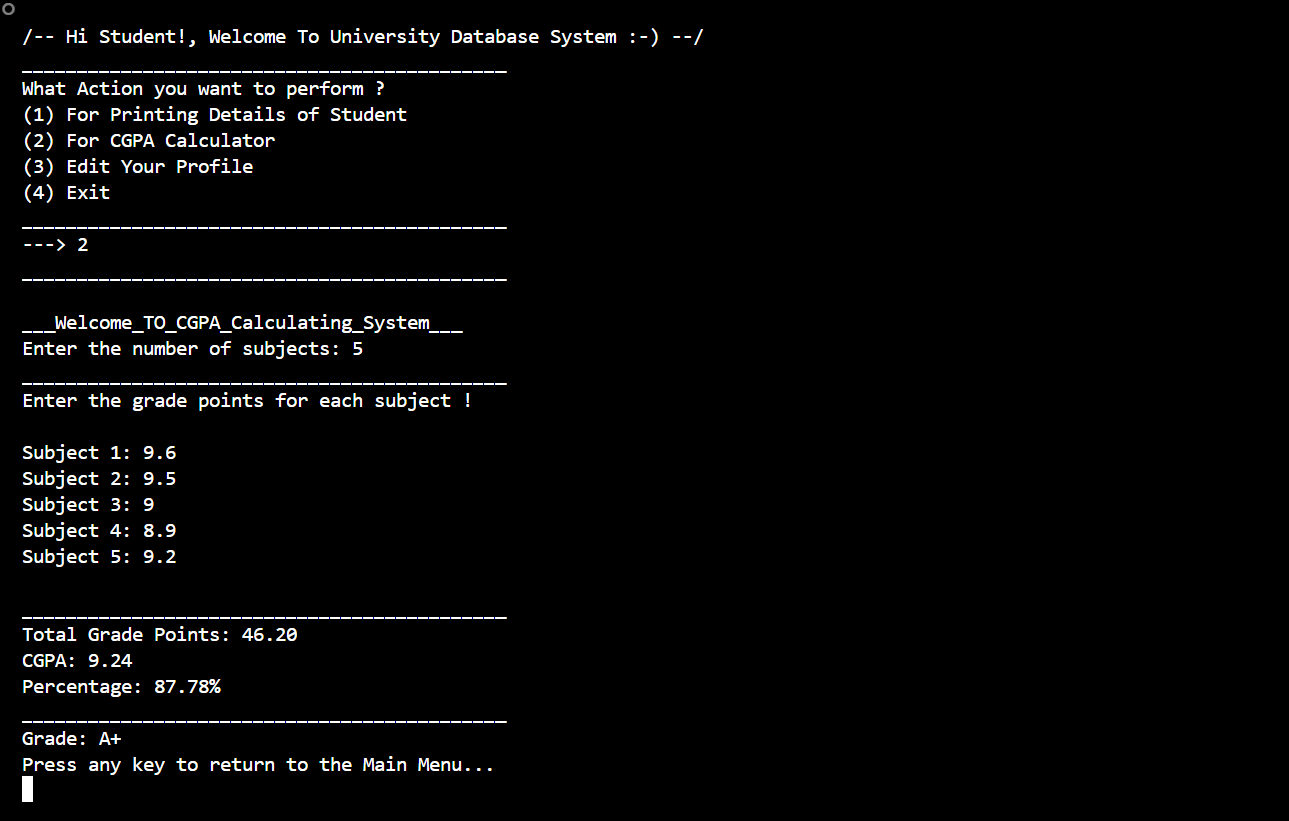 /-- Hi Student!, Welcome To University Database System :-) --/
____________________________________________
What Action you want to perform ?
(1) For Printing Details of Student
(2) For CGPA Calculator
(3) Edit Your Profile
(4) Exit
____________________________________________
---> 2
____________________________________________
___Welcome_TO_CGPA_Calculating_System___
Enter the number of subjects: 5
____________________________________________
Enter the grade points for each subject !
Subject 1: 9.6
Subject 2: 9.5
Subject 3: 9
Subject 4: 8.9
Subject 5: 9.2
____________________________________________
Total Grade Points: 46.20
CGPA: 9.24
Percentage: 87.78%
____________________________________________
Grade: A+
Press any key to return to the Main Menu...